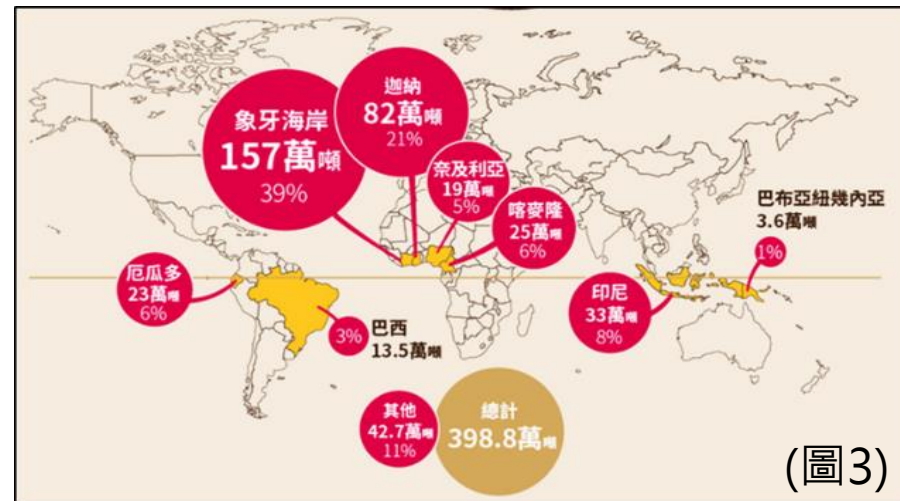 迦納
82萬噸
21%
象牙海岸
157萬噸
39%
奈及利亞
19萬噸
5%
喀麥隆
25萬噸
6%
巴布亞紐幾內亞
3.6萬噸
1%
厄瓜多
23萬噸
6%
3%
巴西
13.5萬噸
印尼
33萬噸
8%
其他
42.7萬噸
11%
總計
398.8萬噸
(圖3)